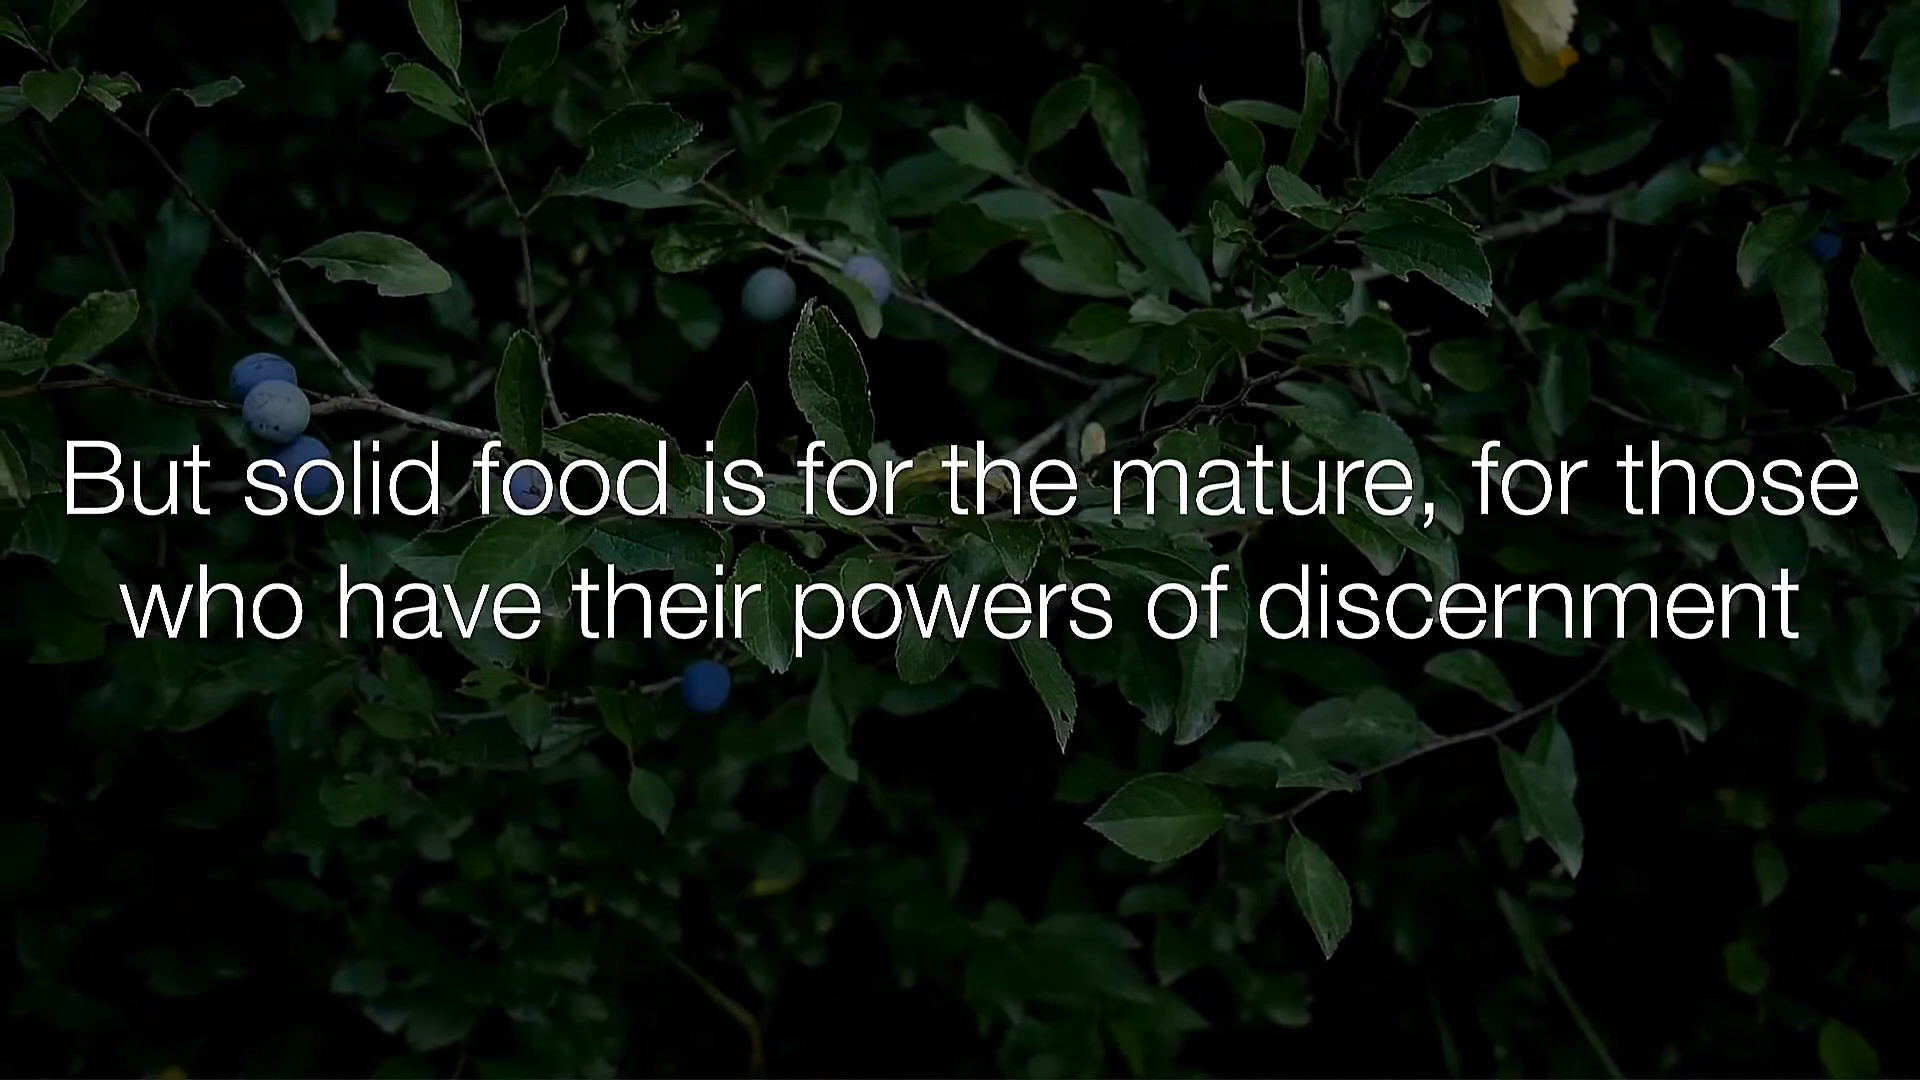 But solid food is for the mature, for those
who have their powers of discernment